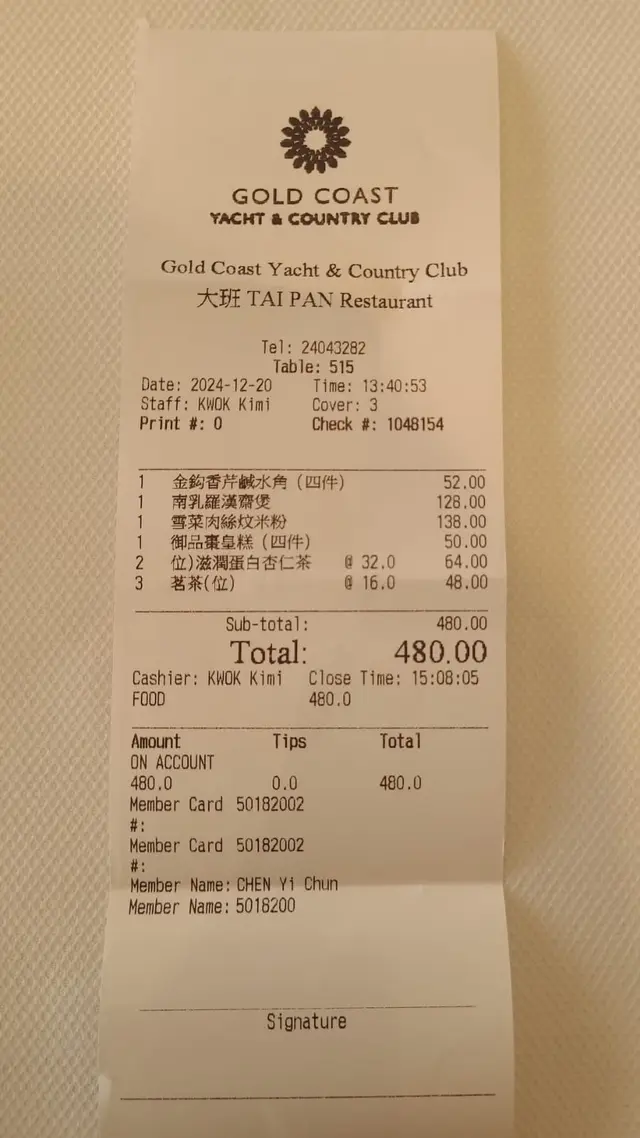 GOLD COAST
YACHT & COUNTRY CLUB
Gold Coast Yacht & Country Club
大班 TAI PAN Restaurant
Tel: 24043282
Table: 515
Date: 2024-12-20 Time: 13:40:53
Staff: KWOK Kimi Cover: 3
Print #: 0 Check #: 1048154
1 金鈎香芹鹹水角 (四件) 52.00
1 南乳羅漢齋煲 128.00
1 雪菜肉絲炆米粉 138.00
1 御品棗皇糕 (四件) 50.00
2 位)滋潤蛋白杏仁茶 @ 32.0 64.00
3 茗茶(位) @ 16.0 48.00
Sub-total: 480.00
Total: 480.00
Cashier: KWOK Kimi Close Time: 15:08:05
FOOD 480.0
Amount Tips Total
ON ACCOUNT
480.0 0.0 480.0
Member Card 50182002
#:
Member Card 50182002
#:
Member Name: CHEN Yi Chun
Member Name: 5018200
Signature